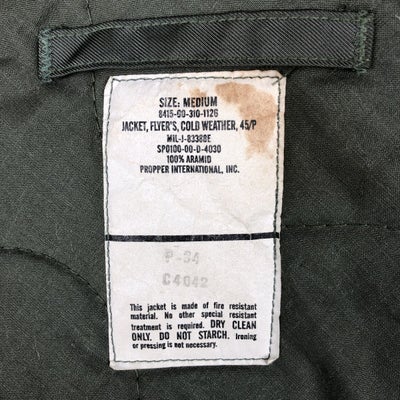 SIZE: MEDIUM
8415-00-310-1126
JACKET, FLYER'S, COLD WEATHER, 45/P
MIL-J-83388E
SPO100-00-D-4030
100% ARAMID
PROPPER INTERNATIONAL, INC.
P-34
C4042
This jacket is made of fire resistant
material. No other special resistant
treatment is required. DRY CLEAN
ONLY. DO NOT STARCH. Ironing
or pressing is not necessary.